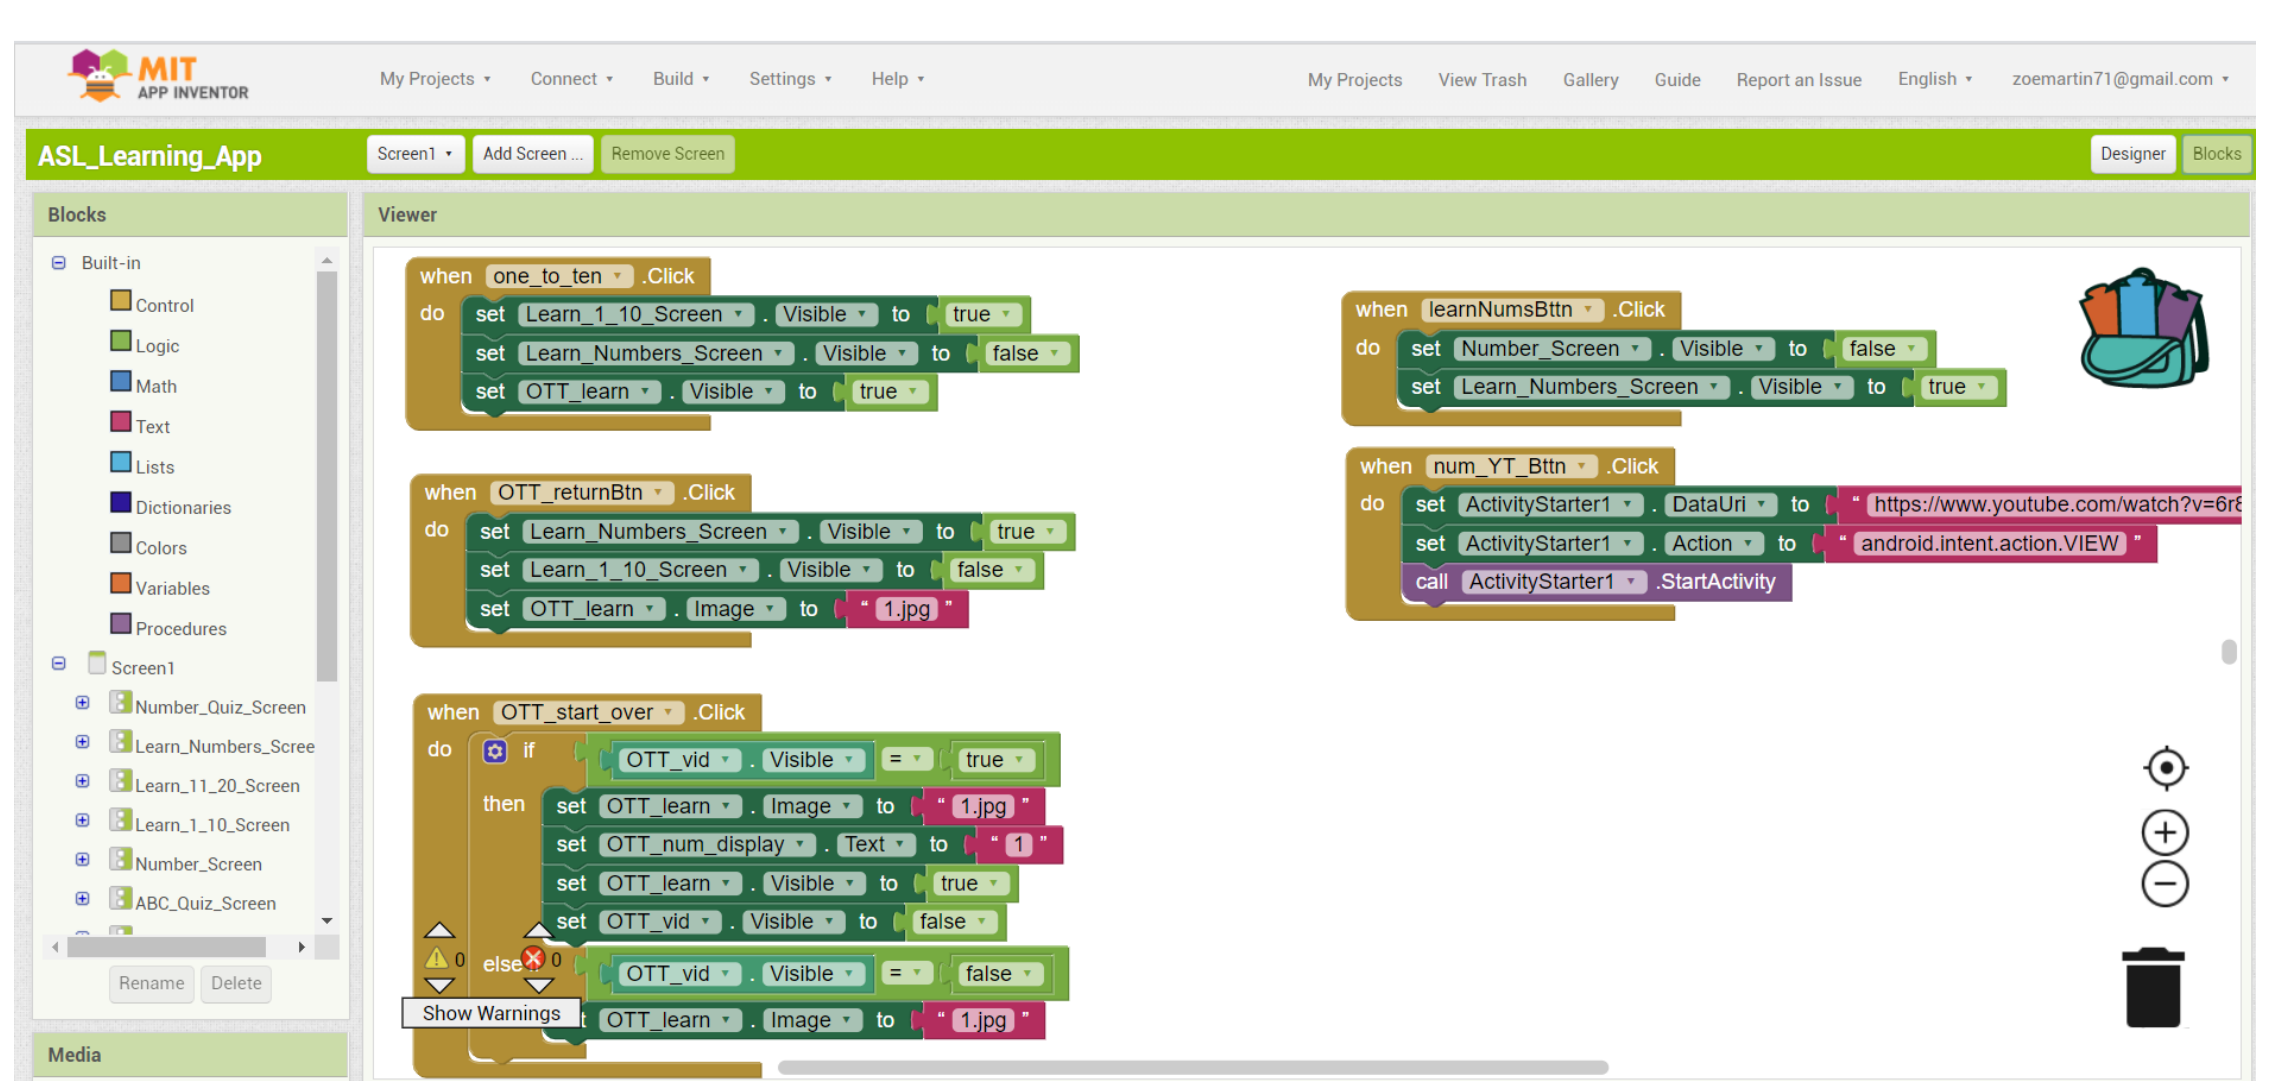 MIT
APP INVENTOR
My Projects Connect Build Settings Help My Projects View Trash Gallery Guide Report an Issue English zoemartin71@gmail.com
ASL_Learning_App Screen1 Add Screen ... Remove Screen Designer Blocks
Blocks
Built-in
Control
Logic
Math
Text
Lists
Dictionaries
Colors
Variables
Procedures
Screen1
Number_Quiz_Screen
Learn_Numbers_Scree
Learn_11_20_Screen
Learn_1_10_Screen
Number_Screen
ABC_Quiz_Screen
Rename Delete
Media
Viewer
when one_to_ten .Click
do set Learn_1_10_Screen . Visible to true
set Learn_Numbers_Screen . Visible to false
set OTT_learn . Visible to true
when OTT_returnBtn .Click
do set Learn_Numbers_Screen . Visible to true
set Learn_1_10_Screen . Visible to false
set OTT_learn . Image to " 1.jpg "
when OTT_start_over .Click
do if OTT_vid . Visible = true
then set OTT_learn . Image to " 1.jpg "
set OTT_num_display . Text to " 1 "
set OTT_learn . Visible to true
set OTT_vid . Visible to false
0 else 0 OTT_vid . Visible = false
Show Warnings OTT_learn . Image to " 1.jpg "
when learnNumsBttn .Click
do set Number_Screen . Visible to false
set Learn_Numbers_Screen . Visible to true
when num_YT_Bttn .Click
do set ActivityStarter1 . DataUri to " https://www.youtube.com/watch?v=6r8
set ActivityStarter1 . Action to " android.intent.action.VIEW "
call ActivityStarter1 .StartActivity